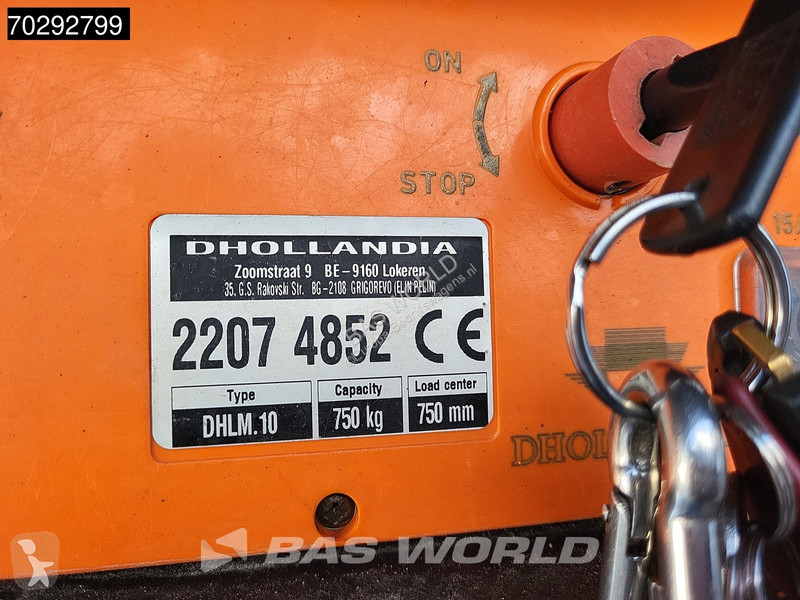 70292799
ON
STOP
15
DHOLLANDIA
Zoomstraat 9 BE-9160 Lokeren
35. G.S. Rakovski Str. BG-2108 GRIGOREVO (ELIN PELIN)
2207 4852 CE
Type
Capacity
Load center
DHLM.10
750 kg
750 mm
DHOL
BAS WORLD